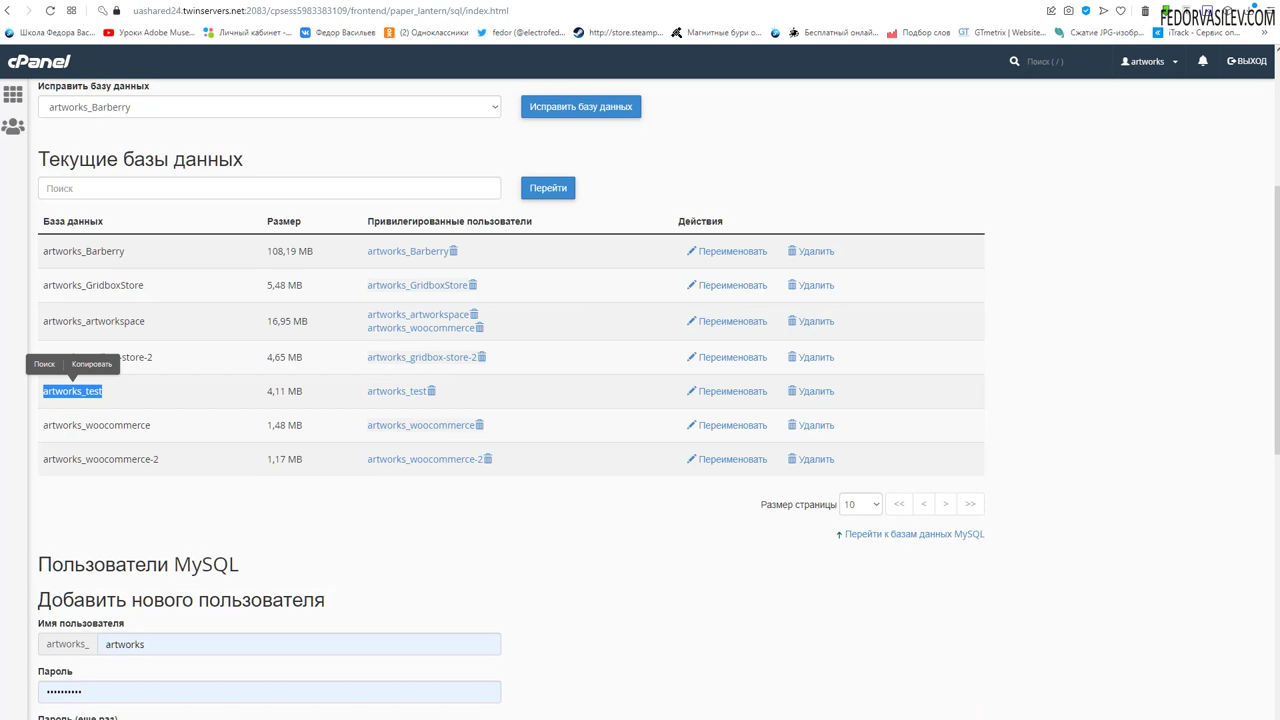 uashared24.twinservers.net:2083/cpsess5983383109/frontend/paper_lantern/sql/index.html
FEDORVASILEV.COM
Школа Федора Вас...
Уроки Adobe Muse...
Личный кабинет -...
Федор Васильев
(2) Одноклассники
fedor (@electrofed...
http://store.steamp...
Магнитные бури о...
Бесплатный онлай...
Подбор слов
GTmetrix | Website...
Сжатие JPG-изобр...
iTrack - Сервис оп...
cPanel
Поиск ( / )
artworks
ВЫХОД
Исправить базу данных
artworks_Barberry
Исправить базу данных
Текущие базы данных
Поиск
Перейти
База данных Размер Привилегированные пользователи Действия
artworks_Barberry 108,19 MB artworks_Barberry Переименовать Удалить
artworks_GridboxStore 5,48 MB artworks_GridboxStore Переименовать Удалить
artworks_artworkspace 16,95 MB artworks_artworkspace Переименовать Удалить
artworks_woocommerce
-store-2 4,65 MB artworks_gridbox-store-2 Переименовать Удалить
Поиск Копировать
artworks_test 4,11 MB artworks_test Переименовать Удалить
artworks_woocommerce 1,48 MB artworks_woocommerce Переименовать Удалить
artworks_woocommerce-2 1,17 MB artworks_woocommerce-2 Переименовать Удалить
Размер страницы 10 << < > >>
Перейти к базам данных MySQL
Пользователи MySQL
Добавить нового пользователя
Имя пользователя
artworks_ artworks
Пароль
••••••••••
Пароль (еще раз)